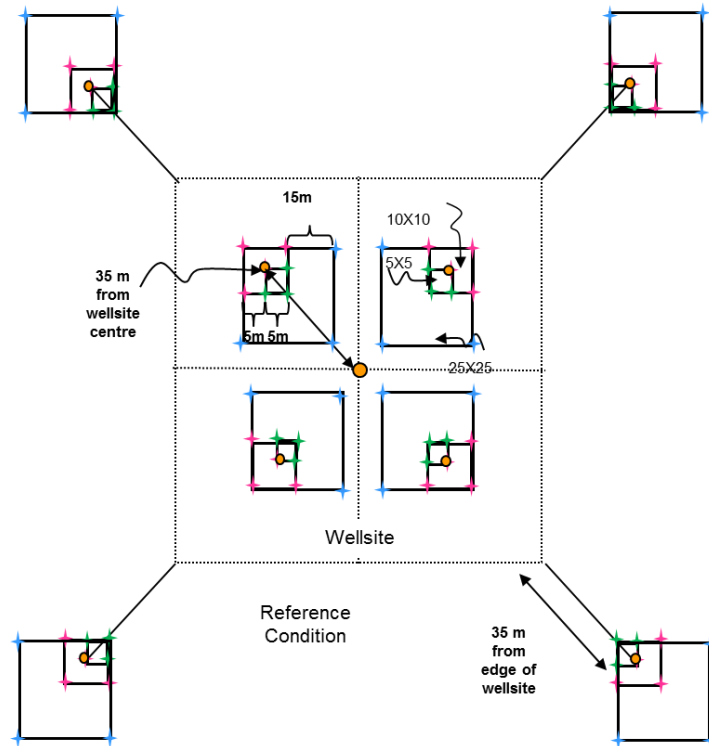 15m
10X10
5X5
35 m
from
wellsite
centre
5m 5m
25X25
Wellsite
Reference
Condition
35 m
from
edge of
wellsite